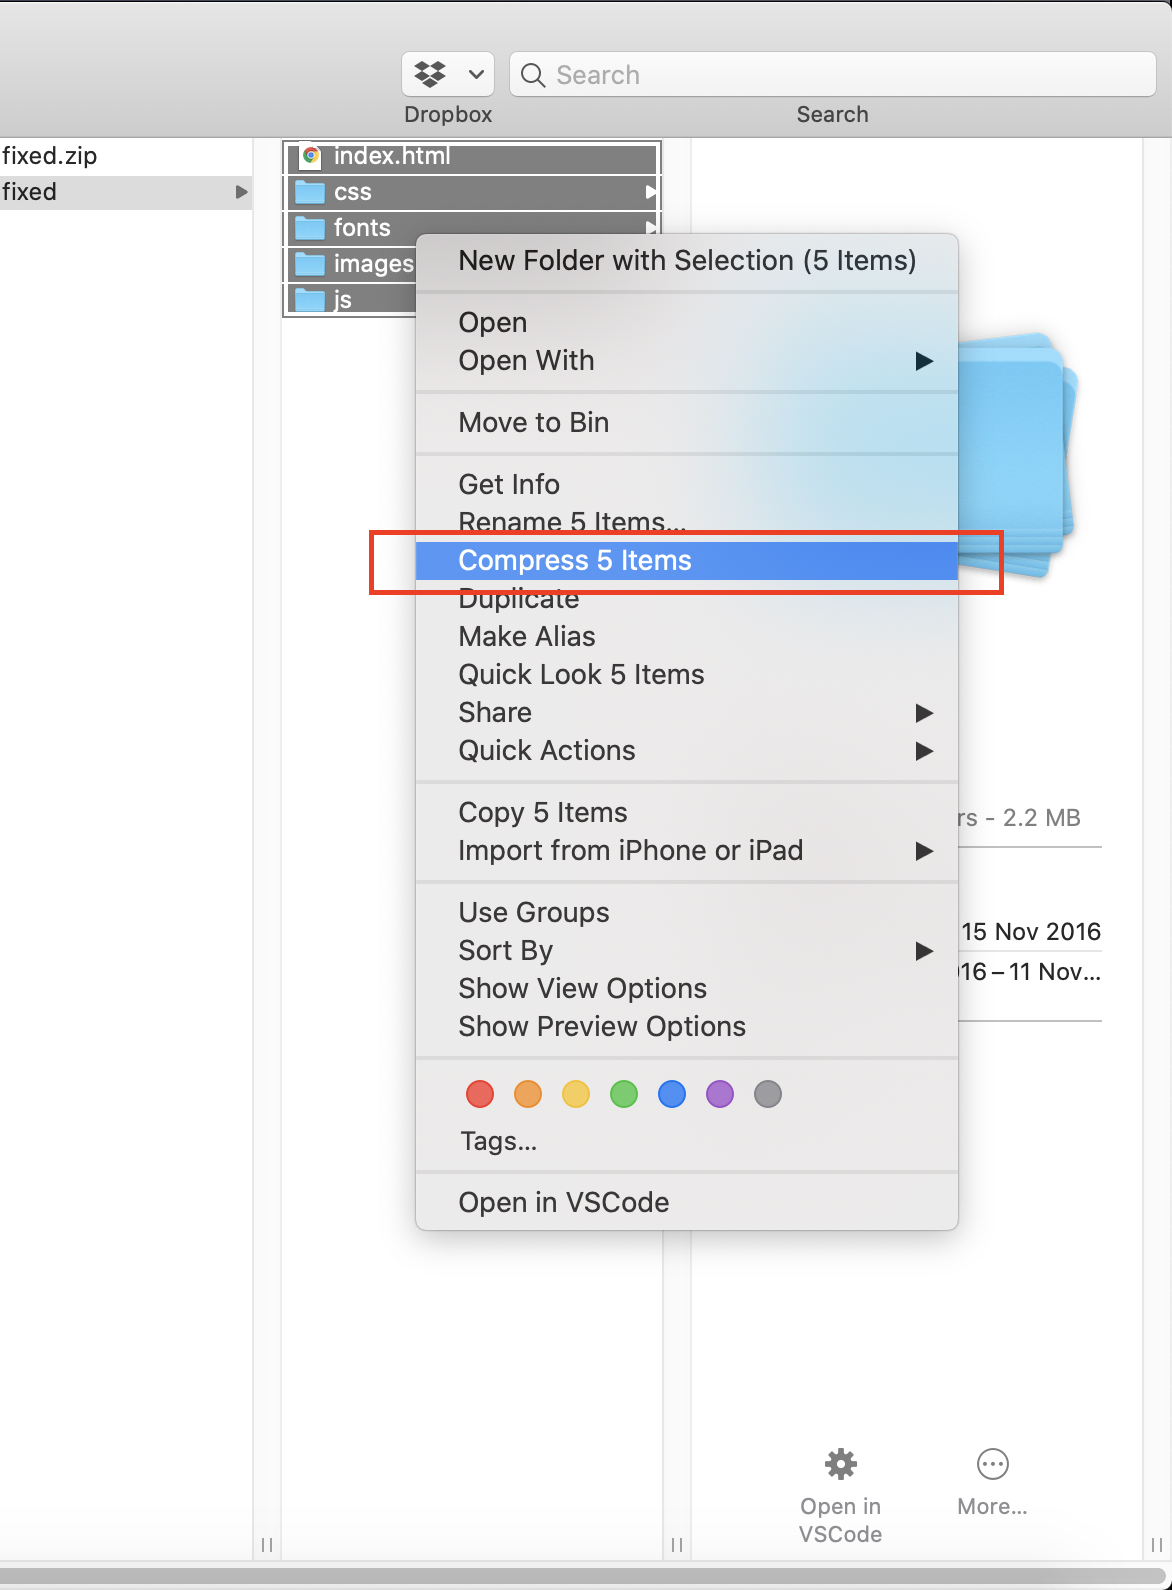 Search
Dropbox
Search
fixed.zip
fixed
index.html
css
fonts
images
js
New Folder with Selection (5 Items)
Open
Open With
Move to Bin
Get Info
Rename 5 Items...
Compress 5 Items
Duplicate
Make Alias
Quick Look 5 Items
Share
Quick Actions
Copy 5 Items
Import from iPhone or iPad
Use Groups
Sort By
Show View Options
Show Preview Options
Tags...
Open in VSCode
rs - 2.2 MB
15 Nov 2016
16 – 11 Nov...
Open in
VSCode
More...